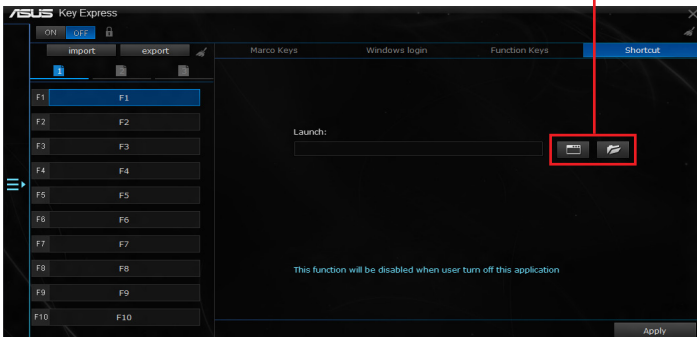 ASUS Key Express
ON OFF
import export
Marco Keys Windows login Function Keys Shortcut
1 2 3
F1 F1
F2 F2
F3 F3
F4 F4
F5 F5
F6 F6
F7 F7
F8 F8
F9 F9
F10 F10
Launch:
This function will be disabled when user turn off this application
Apply